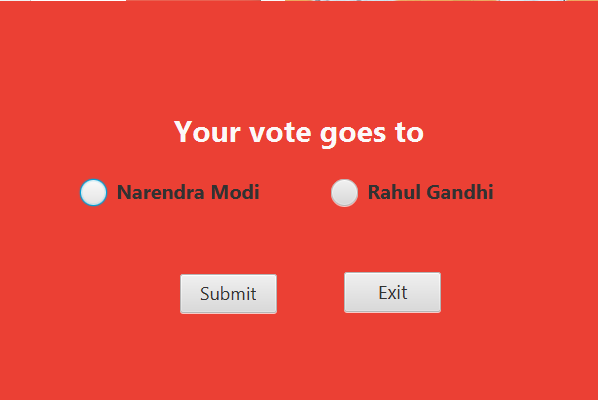 Your vote goes to
Narendra Modi Rahul Gandhi
Submit Exit